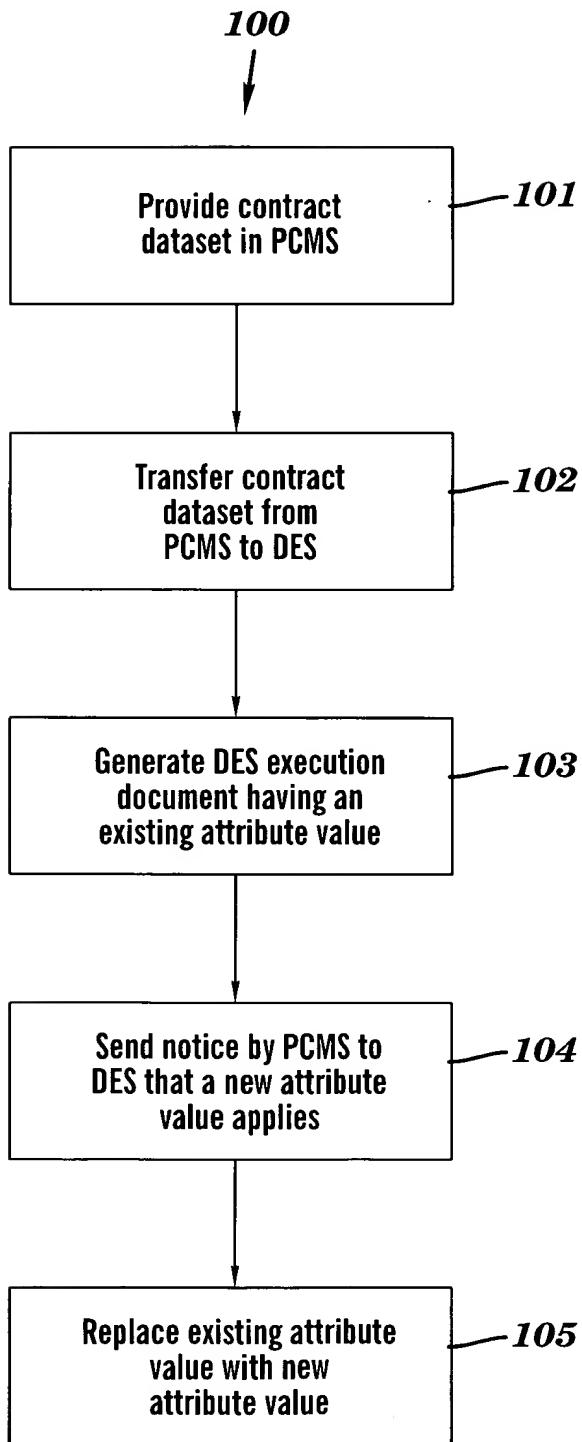 100
Provide contract
dataset in PCMS
101
Transfer contract
dataset from
PCMS to DES
102
Generate DES execution
document having an
existing attribute value
103
Send notice by PCMS to
DES that a new attribute
value applies
104
Replace existing attribute
value with new
attribute value
105